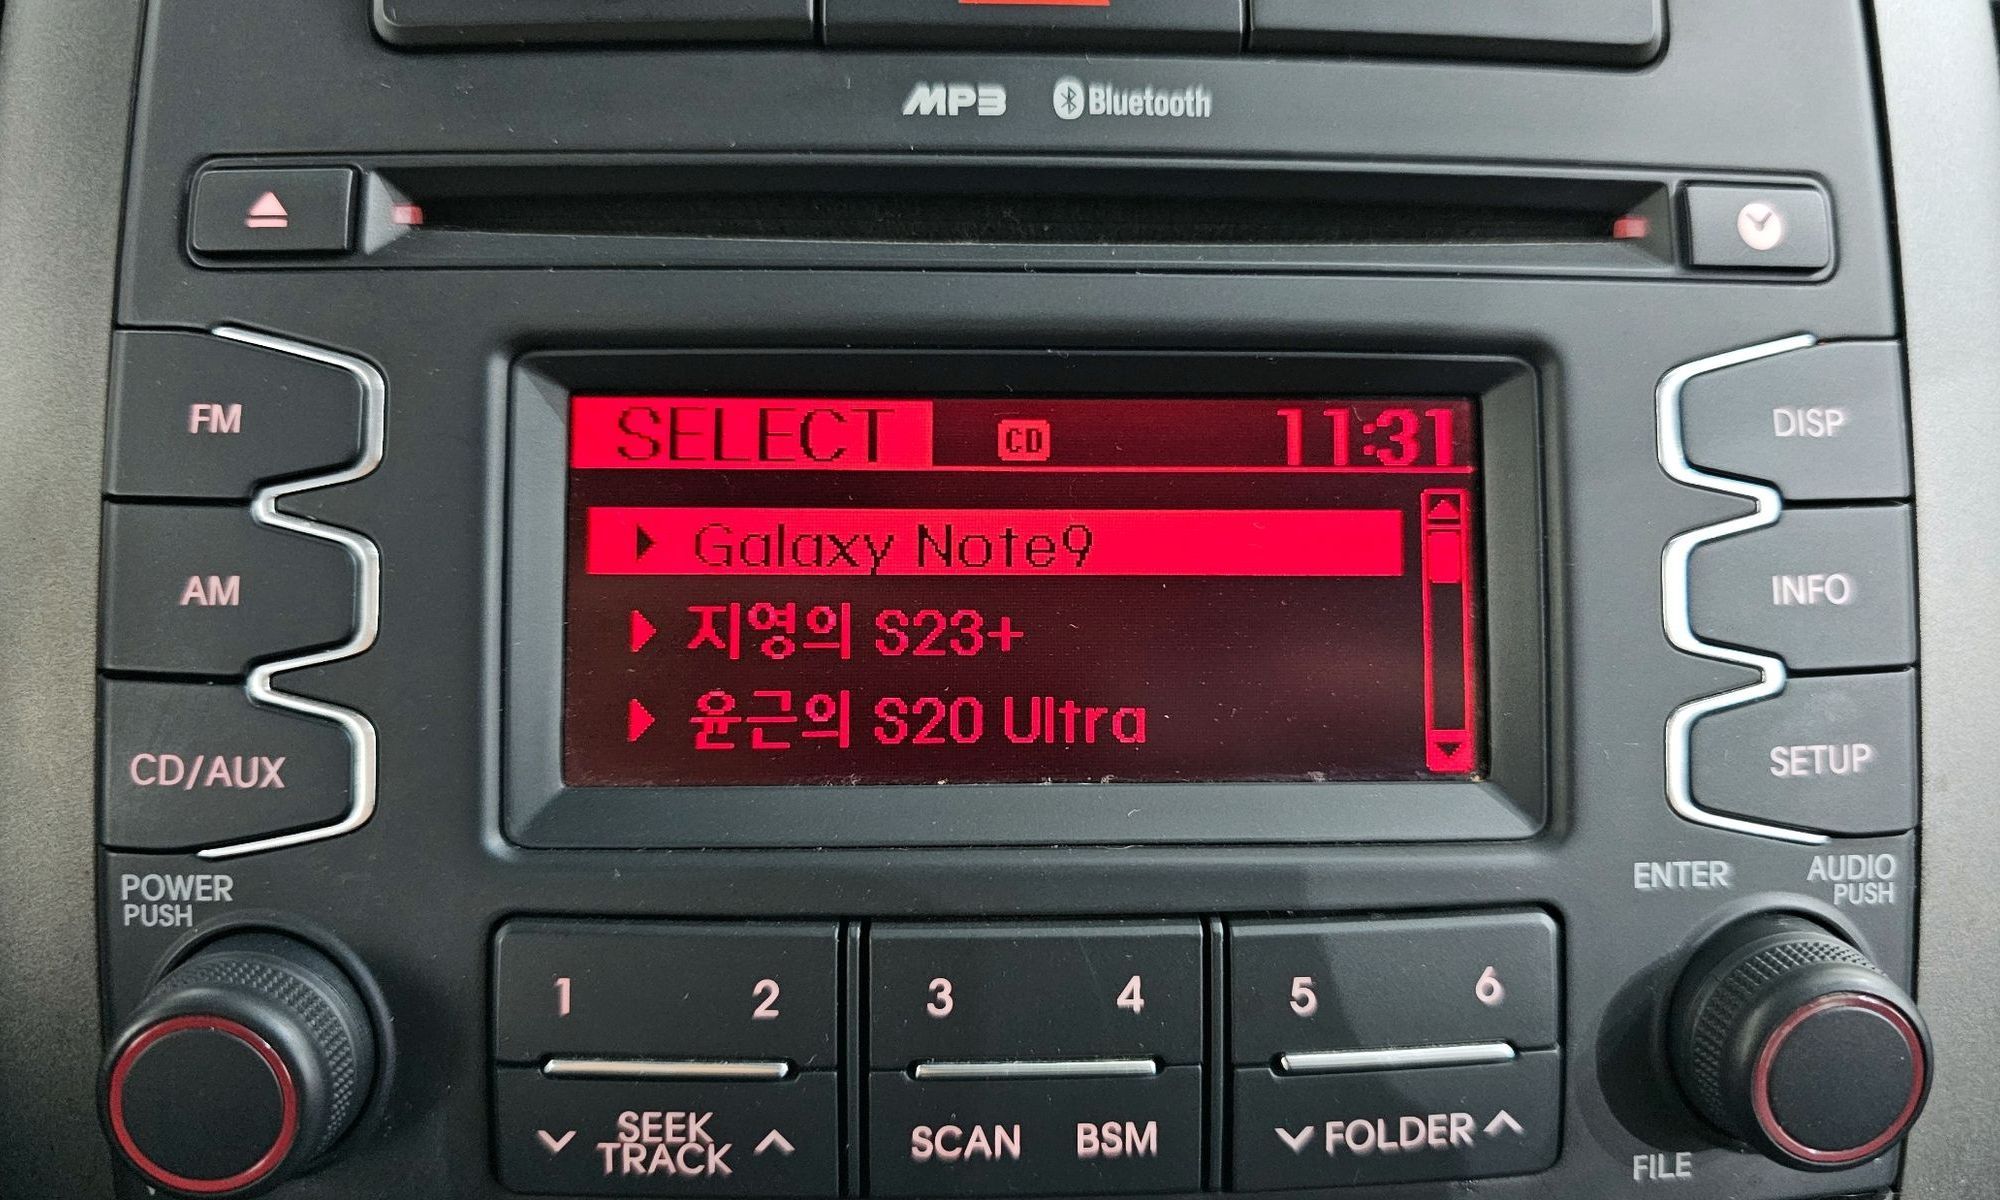 MP3 Bluetooth
SELECT CD 11:31
Galaxy Note9
지영의 S23+
윤근의 S20 Ultra
FM
AM
CD/AUX
DISP
INFO
SETUP
POWER
PUSH
ENTER
AUDIO
PUSH
1 2 3 4 5 6
SEEK
TRACK
SCAN BSM
FOLDER
FILE